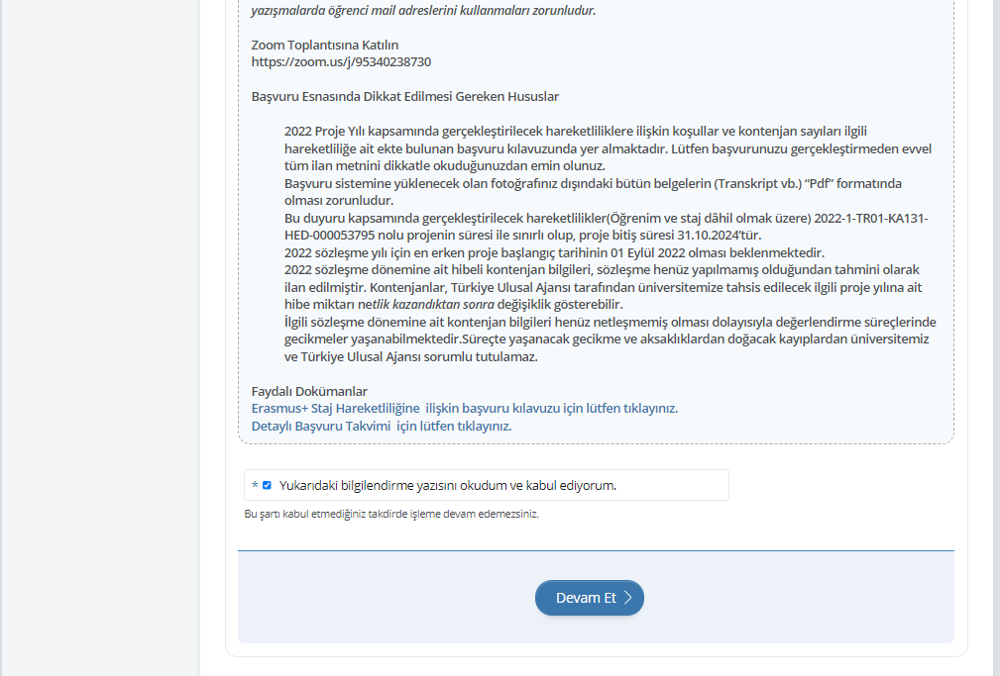 yazışmalarda öğrenci mail adreslerini kullanmaları zorunludur.
Zoom Toplantısına Katılın
https://zoom.us/j/95340238730
Başvuru Esnasında Dikkat Edilmesi Gereken Hususlar
2022 Proje Yılı kapsamında gerçekleştirilecek hareketliliklere ilişkin koşullar ve kontenjan sayıları ilgili
hareketliliğe ait ekte bulunan başvuru kılavuzunda yer almaktadır. Lütfen başvurunuzu gerçekleştirmeden evvel
tüm ilan metnini dikkatle okuduğunuzdan emin olunuz.
Başvuru sistemine yüklenecek olan fotoğrafınız dışındaki bütün belgelerin (Transkript vb.) “Pdf” formatında
olması zorunludur.
Bu duyuru kapsamında gerçekleştirilecek hareketlilikler(Öğrenim ve staj dâhil olmak üzere) 2022-1-TR01-KA131-
HED-000053795 nolu projenin süresi ile sınırlı olup, proje bitiş süresi 31.10.2024’tür.
2022 sözleşme yılı için en erken proje başlangıç tarihinin 01 Eylül 2022 olması beklenmektedir.
2022 sözleşme dönemine ait hibeli kontenjan bilgileri, sözleşme henüz yapılmamış olduğundan tahmini olarak
ilan edilmiştir. Kontenjanlar, Türkiye Ulusal Ajansı tarafından üniversitemize tahsis edilecek ilgili proje yılına ait
hibe miktarı netlik kazandıktan sonra değişiklik gösterebilir.
İlgili sözleşme dönemine ait kontenjan bilgileri henüz netleşmemiş olması dolayısıyla değerlendirme süreçlerinde
gecikmeler yaşanabilmektedir.Süreçte yaşanacak gecikme ve aksaklıklardan doğacak kayıplardan üniversitemiz
ve Türkiye Ulusal Ajansı sorumlu tutulamaz.
Faydalı Dokümanlar
Erasmus+ Staj Hareketliliğine  ilişkin başvuru kılavuzu için lütfen tıklayınız.
Detaylı Başvuru Takvimi  için lütfen tıklayınız.
* Yukarıdaki bilgilendirme yazısını okudum ve kabul ediyorum.
Bu şartı kabul etmediğiniz takdirde işleme devam edemezsiniz.
Devam Et